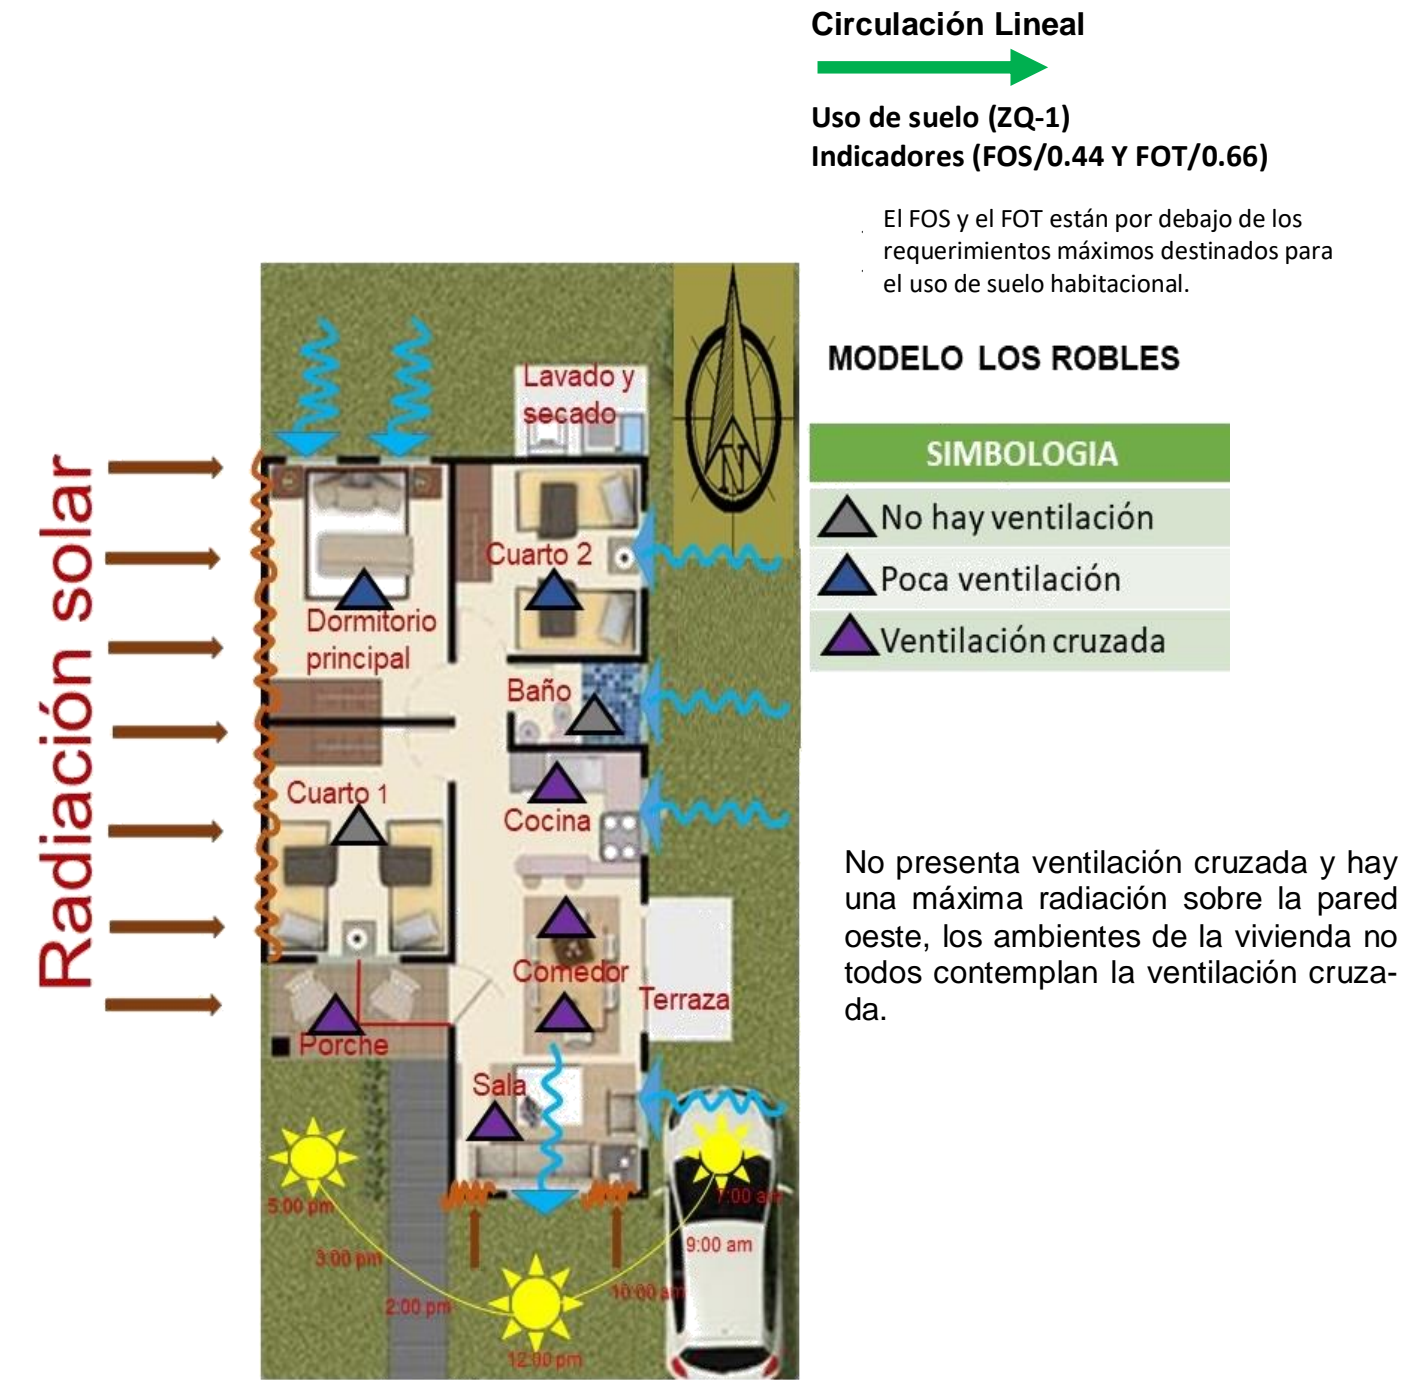 Circulación Lineal
Uso de suelo (ZQ-1)
Indicadores (FOS/0.44 Y FOT/0.66)
El FOS y el FOT están por debajo de los
requerimientos máximos destinados para
el uso de suelo habitacional.
MODELO LOS ROBLES
SIMBOLOGIA
No hay ventilación
Poca ventilación
Ventilación cruzada
No presenta ventilación cruzada y hay
una máxima radiación sobre la pared
oeste, los ambientes de la vivienda no
todos contemplan la ventilación cruza-
da.
Radiación solar
Lavado y
secado
N
Cuarto 2
Dormitorio
principal
Baño
Cuarto 1
Cocina
Comedor
Terraza
Porche
Sala
5:00 pm
3:00 pm
2:00 pm
12:00 pm
10:00 am
9:00 am
7:00 am